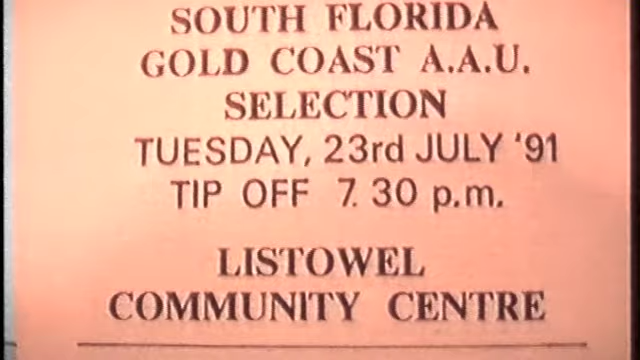 SOUTH FLORIDA
GOLD COAST A.A.U.
SELECTION
TUESDAY, 23rd JULY '91
TIP OFF 7.30 p.m.
LISTOWEL
COMMUNITY CENTRE